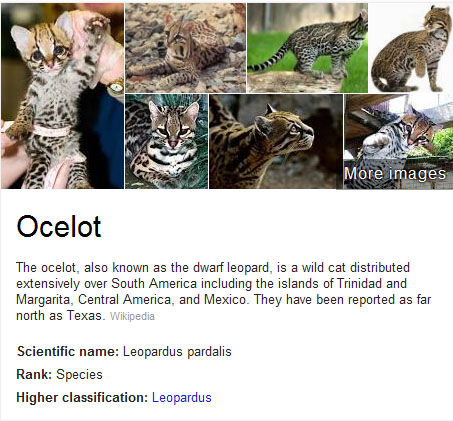 More images
Ocelot
The ocelot, also known as the dwarf leopard, is a wild cat distributed
extensively over South America including the islands of Trinidad and
Margarita, Central America, and Mexico. They have been reported as far
north as Texas. Wikipedia
Scientific name: Leopardus pardalis
Rank: Species
Higher classification: Leopardus